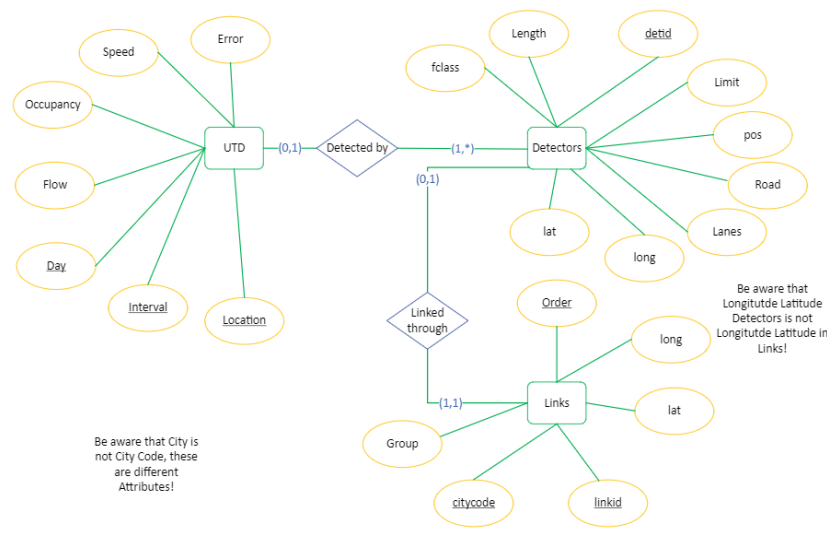 Error
Speed
Occupancy
Flow
Day
Interval
Location
UTD
(0,1)
Detected by
(1,*)
Detectors
Length
detid
fclass
Limit
pos
Road
Lanes
long
lat
(0,1)
Linked
through
(1,1)
Links
Order
long
lat
Group
citycode
linkid
Be aware that
Longitutde Latitude
Detectors is not
Longitutde Latitude in
Links!
Be aware that City is
not City Code, these
are different
Attributes!